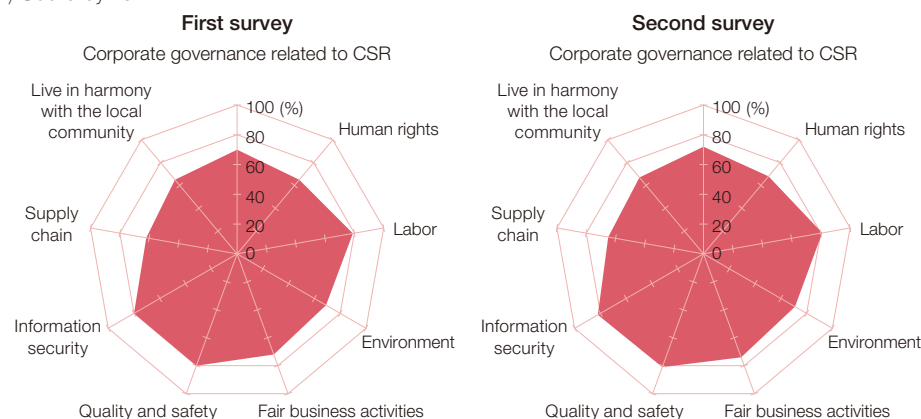 First survey
Corporate governance related to CSR
Live in harmony
with the local
community
100 (%)
80
60
40
20
0
Human rights
Labor
Environment
Fair business activities
Quality and safety
Information
security
Supply
chain
Second survey
Corporate governance related to CSR
Live in harmony
with the local
community
100 (%)
80
60
40
20
0
Human rights
Labor
Environment
Fair business activities
Quality and safety
Information
security
Supply
chain